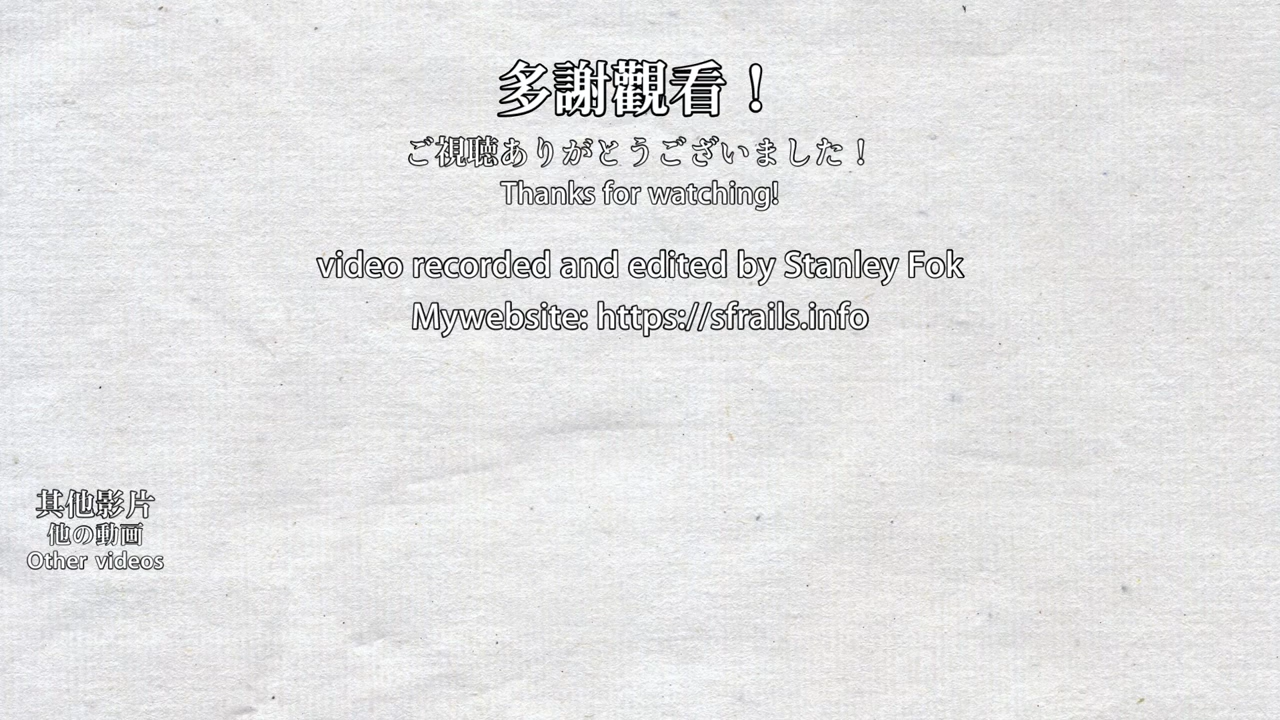 多謝觀看！
ご視聴ありがとうございました！
Thanks for watching!
video recorded and edited by Stanley Fok
Mywebsite: https://sfrails.info
其他影片
他の動画
Other videos